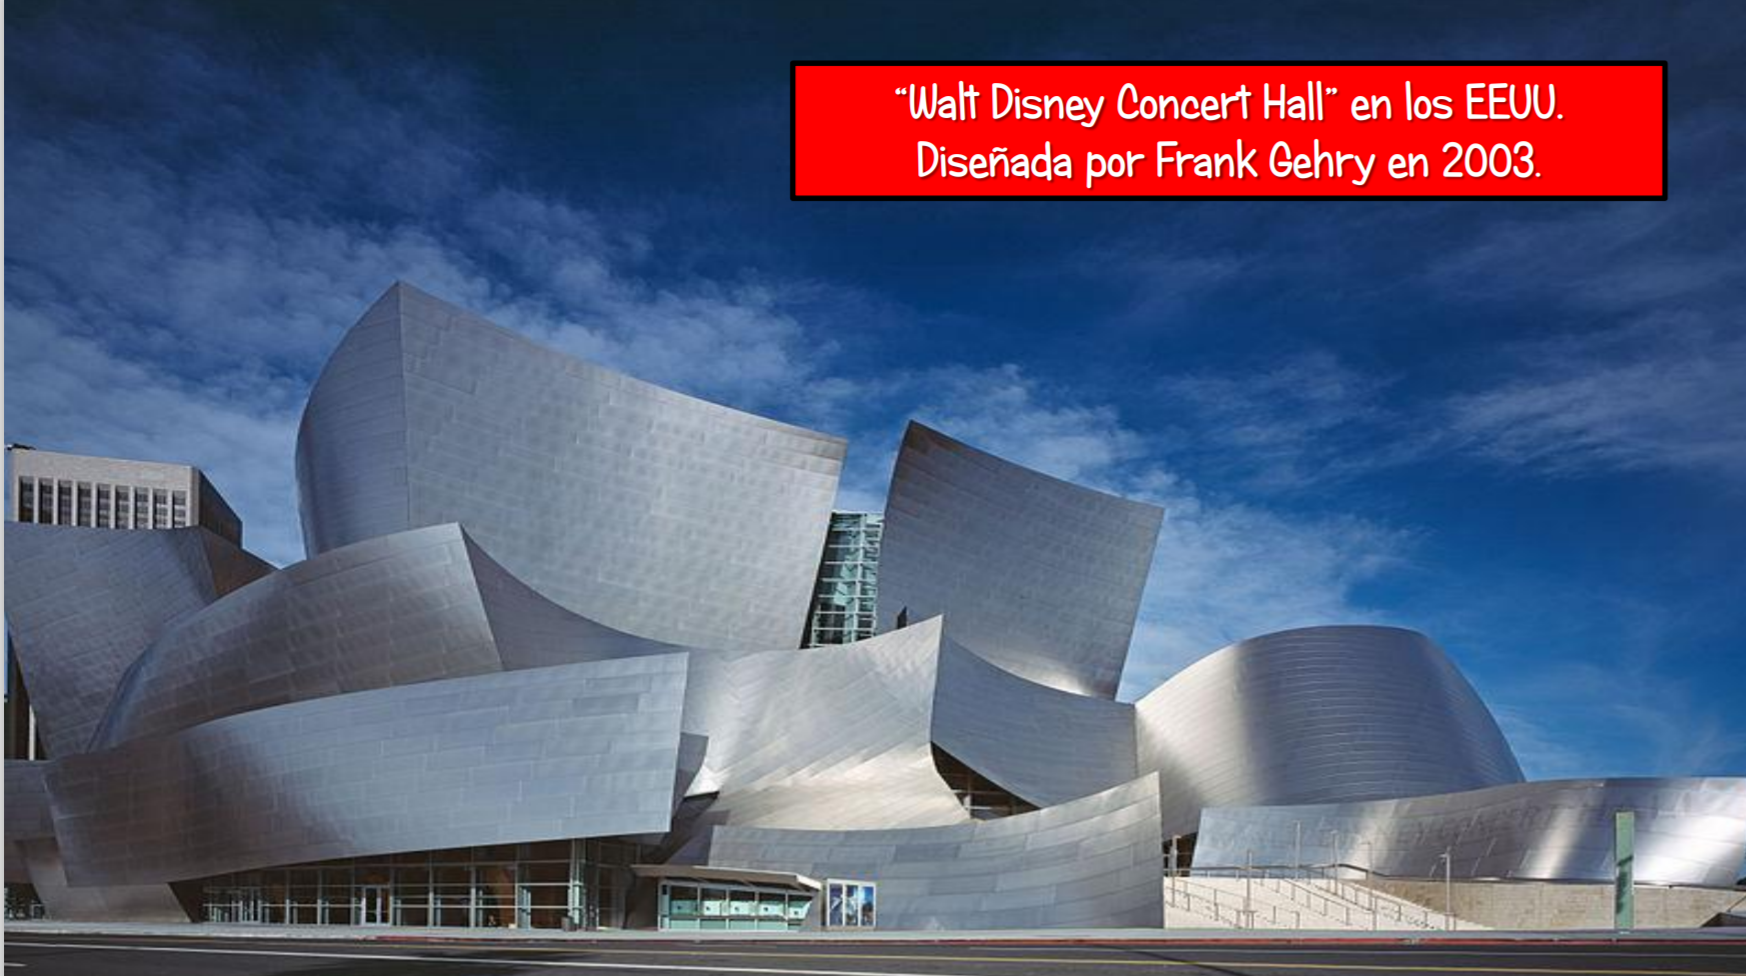 “Walt Disney Concert Hall” en los EEUU.
Diseñada por Frank Gehry en 2003.